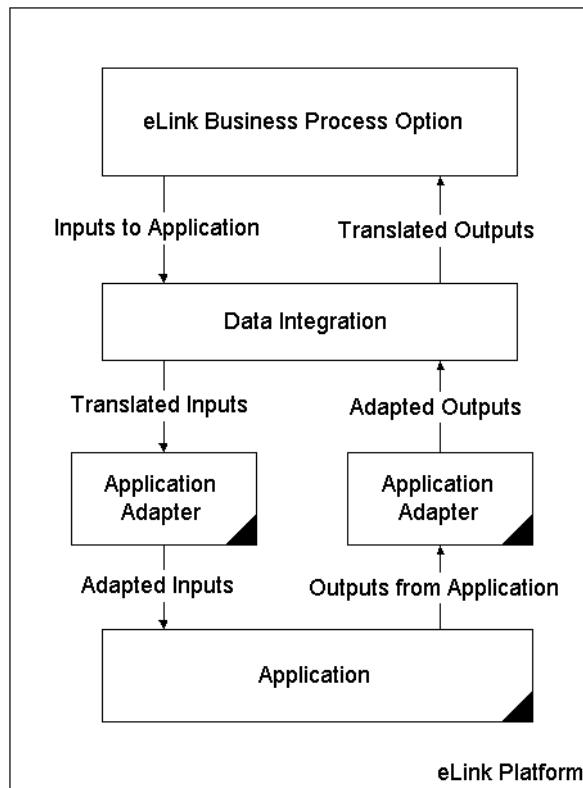 eLink Business Process Option
Inputs to Application
Translated Outputs
Data Integration
Translated Inputs
Adapted Outputs
Application
Adapter
Application
Adapter
Adapted Inputs
Outputs from Application
Application
eLink Platform